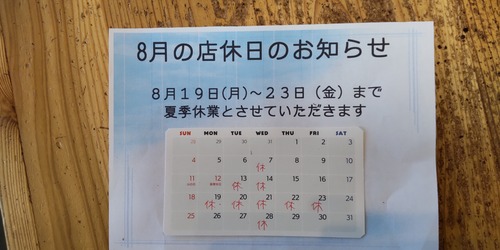 8月の店休日のお知らせ
8月19日(月)～23日（金）まで
夏季休業とさせていただきます
SUN MON TUE WED THU FRI SAT
28 29 30 31 1 2 3
4 5 6 7 8 9 10
休
11 12 13 14 15 16 17
休 休
18 19 20 21 22 23 24
休 休 休 休 休
25 26 27 28 29 30 31
休